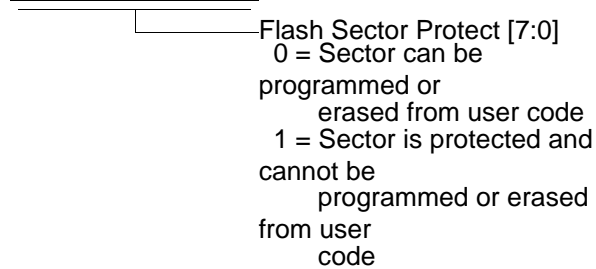 Flash Sector Protect [7:0]
0 = Sector can be
programmed or
erased from user code
1 = Sector is protected and
cannot be
programmed or erased
from user
code